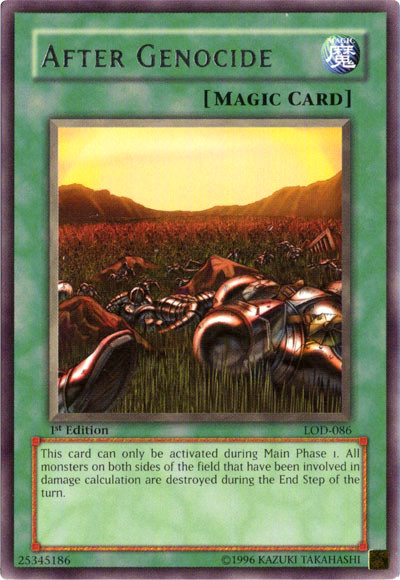 AFTER GENOCIDE
MAGIC
魔
[MAGIC CARD]
1st Edition
LOD-086
This card can only be activated during Main Phase 1. All
monsters on both sides of the field that have been involved in
damage calculation are destroyed during the End Step of the
turn.
25345186
©1996 KAZUKI TAKAHASHI